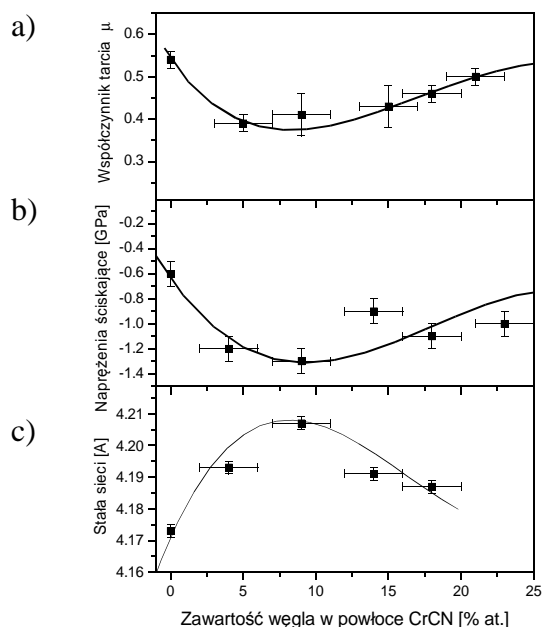 a)
Współczynnik tarcia μ
0.6
0.5
0.4
0.3
b)
Naprężenia ściskające [GPa]
-0.2
-0.4
-0.6
-0.8
-1.0
-1.2
-1.4
c)
Stała sieci [A]
4.21
4.20
4.19
4.18
4.17
4.16
0 5 10 15 20 25
Zawartość węgla w powłoce CrCN [% at.]